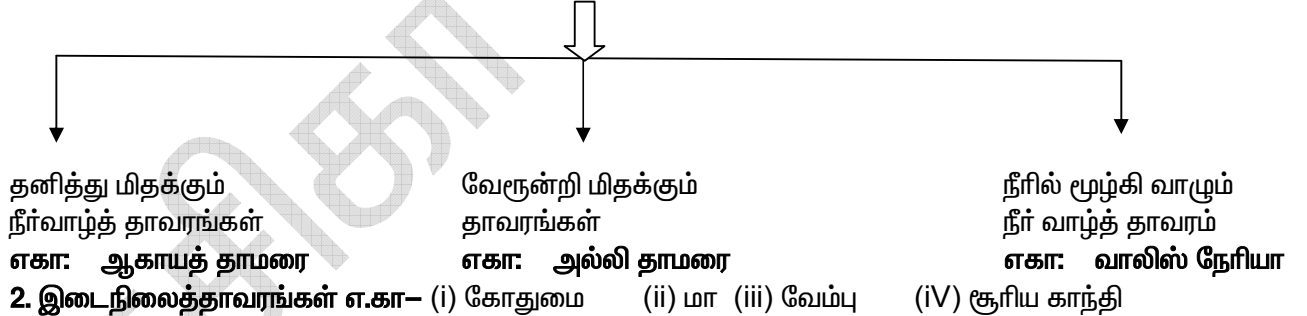 தனித்து மிதக்கும்
நீர்வாழ்த் தாவரங்கள்
எகா: ஆகாயத் தாமரை
வேரூன்றி மிதக்கும்
தாவரங்கள்
எகா: அல்லி தாமரை
நீரில் மூழ்கி வாழும்
நீர் வாழ்த் தாவரம்
எகா: வாலிஸ் நேரியா
2. இடைநிலைத்தாவரங்கள் எ.கா– (i) கோதுமை (ii) மா (iii) வேம்பு (iV) சூரிய காந்தி